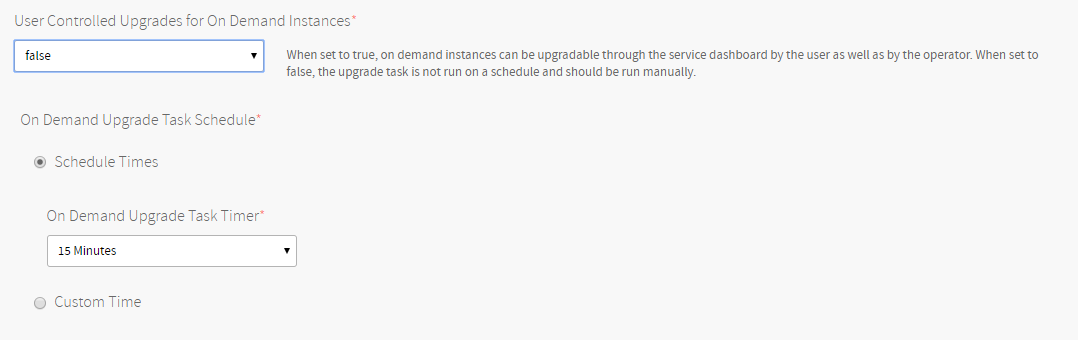 User Controlled Upgrades for On Demand Instances*
false
When set to true, on demand instances can be upgradable through the service dashboard by the user as well as by the operator. When set to
false, the upgrade task is not run on a schedule and should be run manually.
On Demand Upgrade Task Schedule*
Schedule Times
On Demand Upgrade Task Timer*
15 Minutes
Custom Time